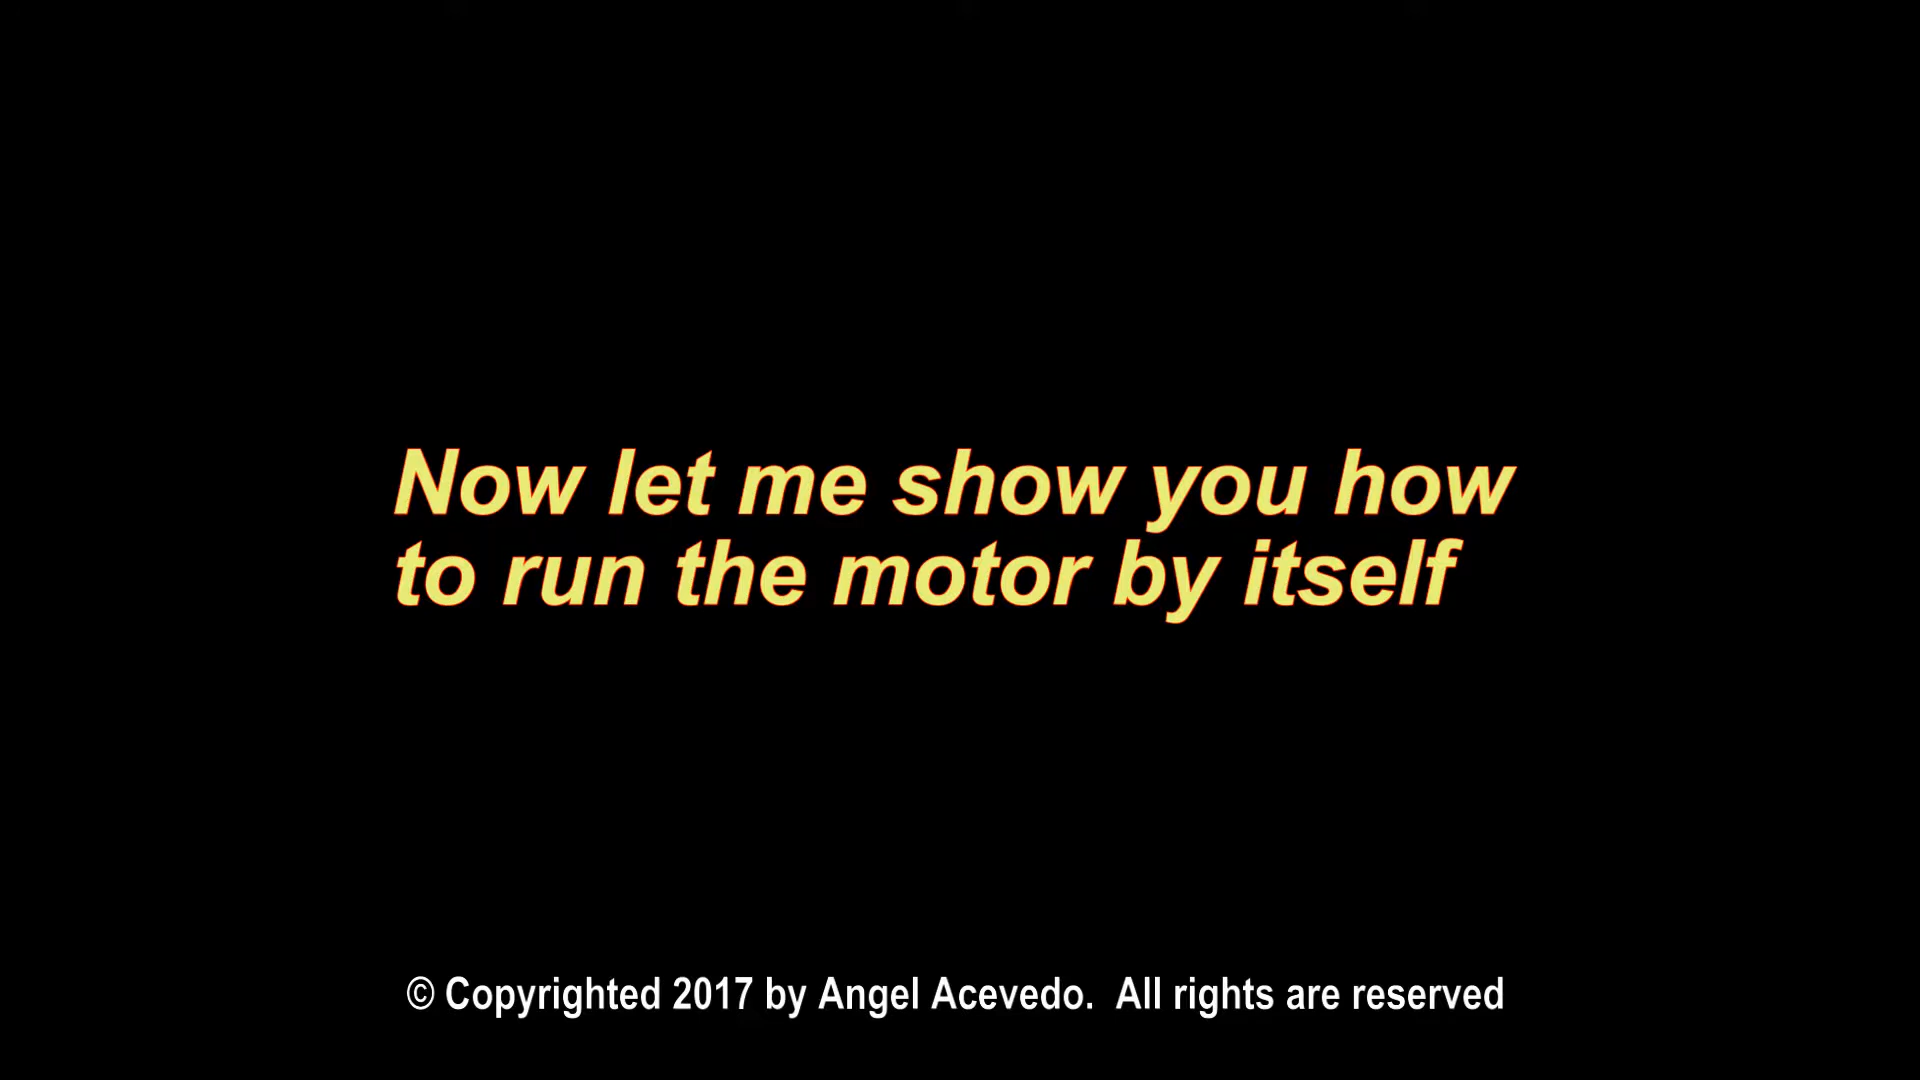 Now let me show you how
to run the motor by itself
© Copyrighted 2017 by Angel Acevedo.  All rights are reserved